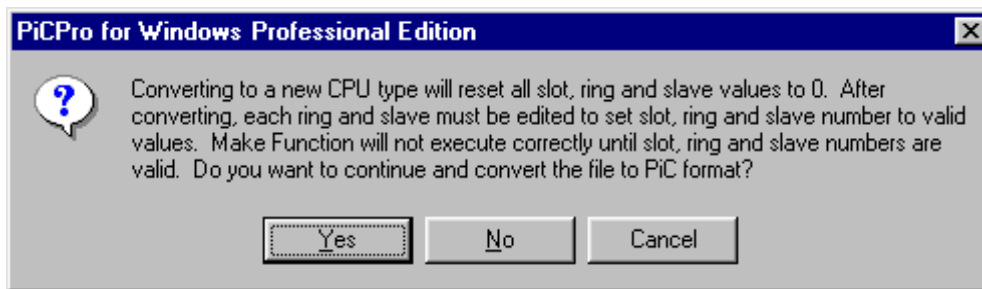 PiCPro for Windows Professional Edition
Converting to a new CPU type will reset all slot, ring and slave values to 0.  After
converting, each ring and slave must be edited to set slot, ring and slave number to valid
values.  Make Function will not execute correctly until slot, ring and slave numbers are
valid.  Do you want to continue and convert the file to PiC format?
Yes No Cancel